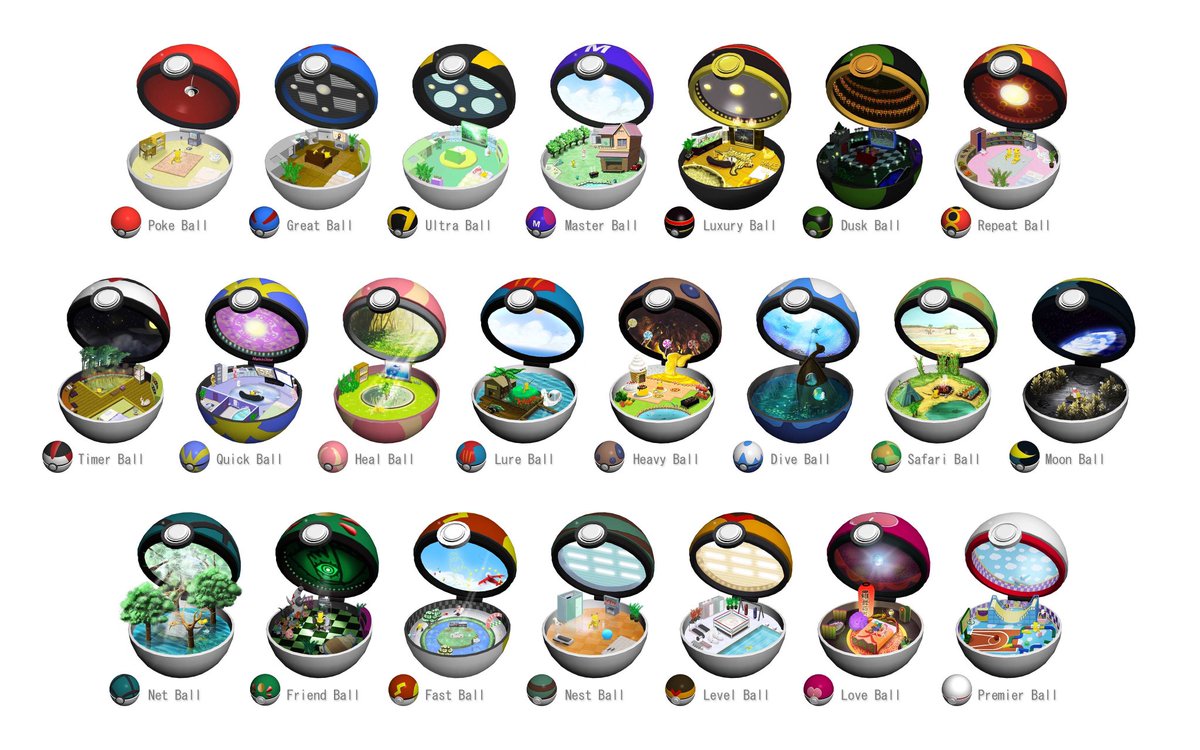 Poke Ball
Great Ball
Ultra Ball
Master Ball
Luxury Ball
Dusk Ball
Repeat Ball
Timer Ball
Quick Ball
Heal Ball
Lure Ball
Heavy Ball
Dive Ball
Safari Ball
Moon Ball
Net Ball
Friend Ball
Fast Ball
Nest Ball
Level Ball
Love Ball
Premier Ball
M
M